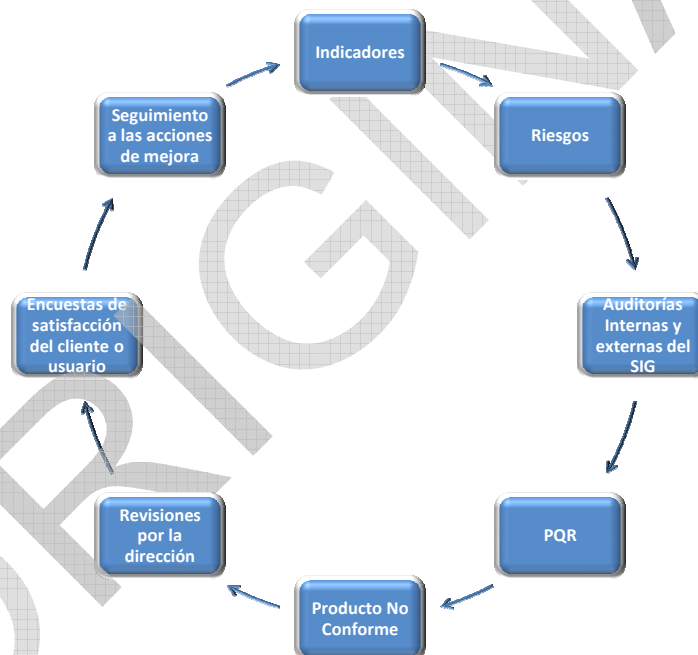 Indicadores
Riesgos
Auditorías
Internas y
externas del
SIG
PQR
Producto No
Conforme
Revisiones
por la
dirección
Encuestas de
satisfacción
del cliente o
usuario
Seguimiento
a las acciones
de mejora
ORIGINA